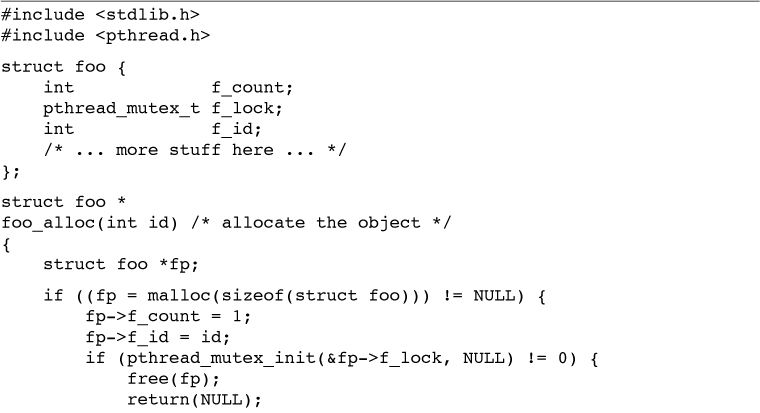 #include <stdlib.h>
#include <pthread.h>
struct foo {
    int             f_count;
    pthread_mutex_t f_lock;
    int             f_id;
    /* ... more stuff here ... */
};
struct foo *
foo_alloc(int id) /* allocate the object */
{
    struct foo *fp;
    if ((fp = malloc(sizeof(struct foo))) != NULL) {
        fp->f_count = 1;
        fp->f_id = id;
        if (pthread_mutex_init(&fp->f_lock, NULL) != 0) {
            free(fp);
            return(NULL);